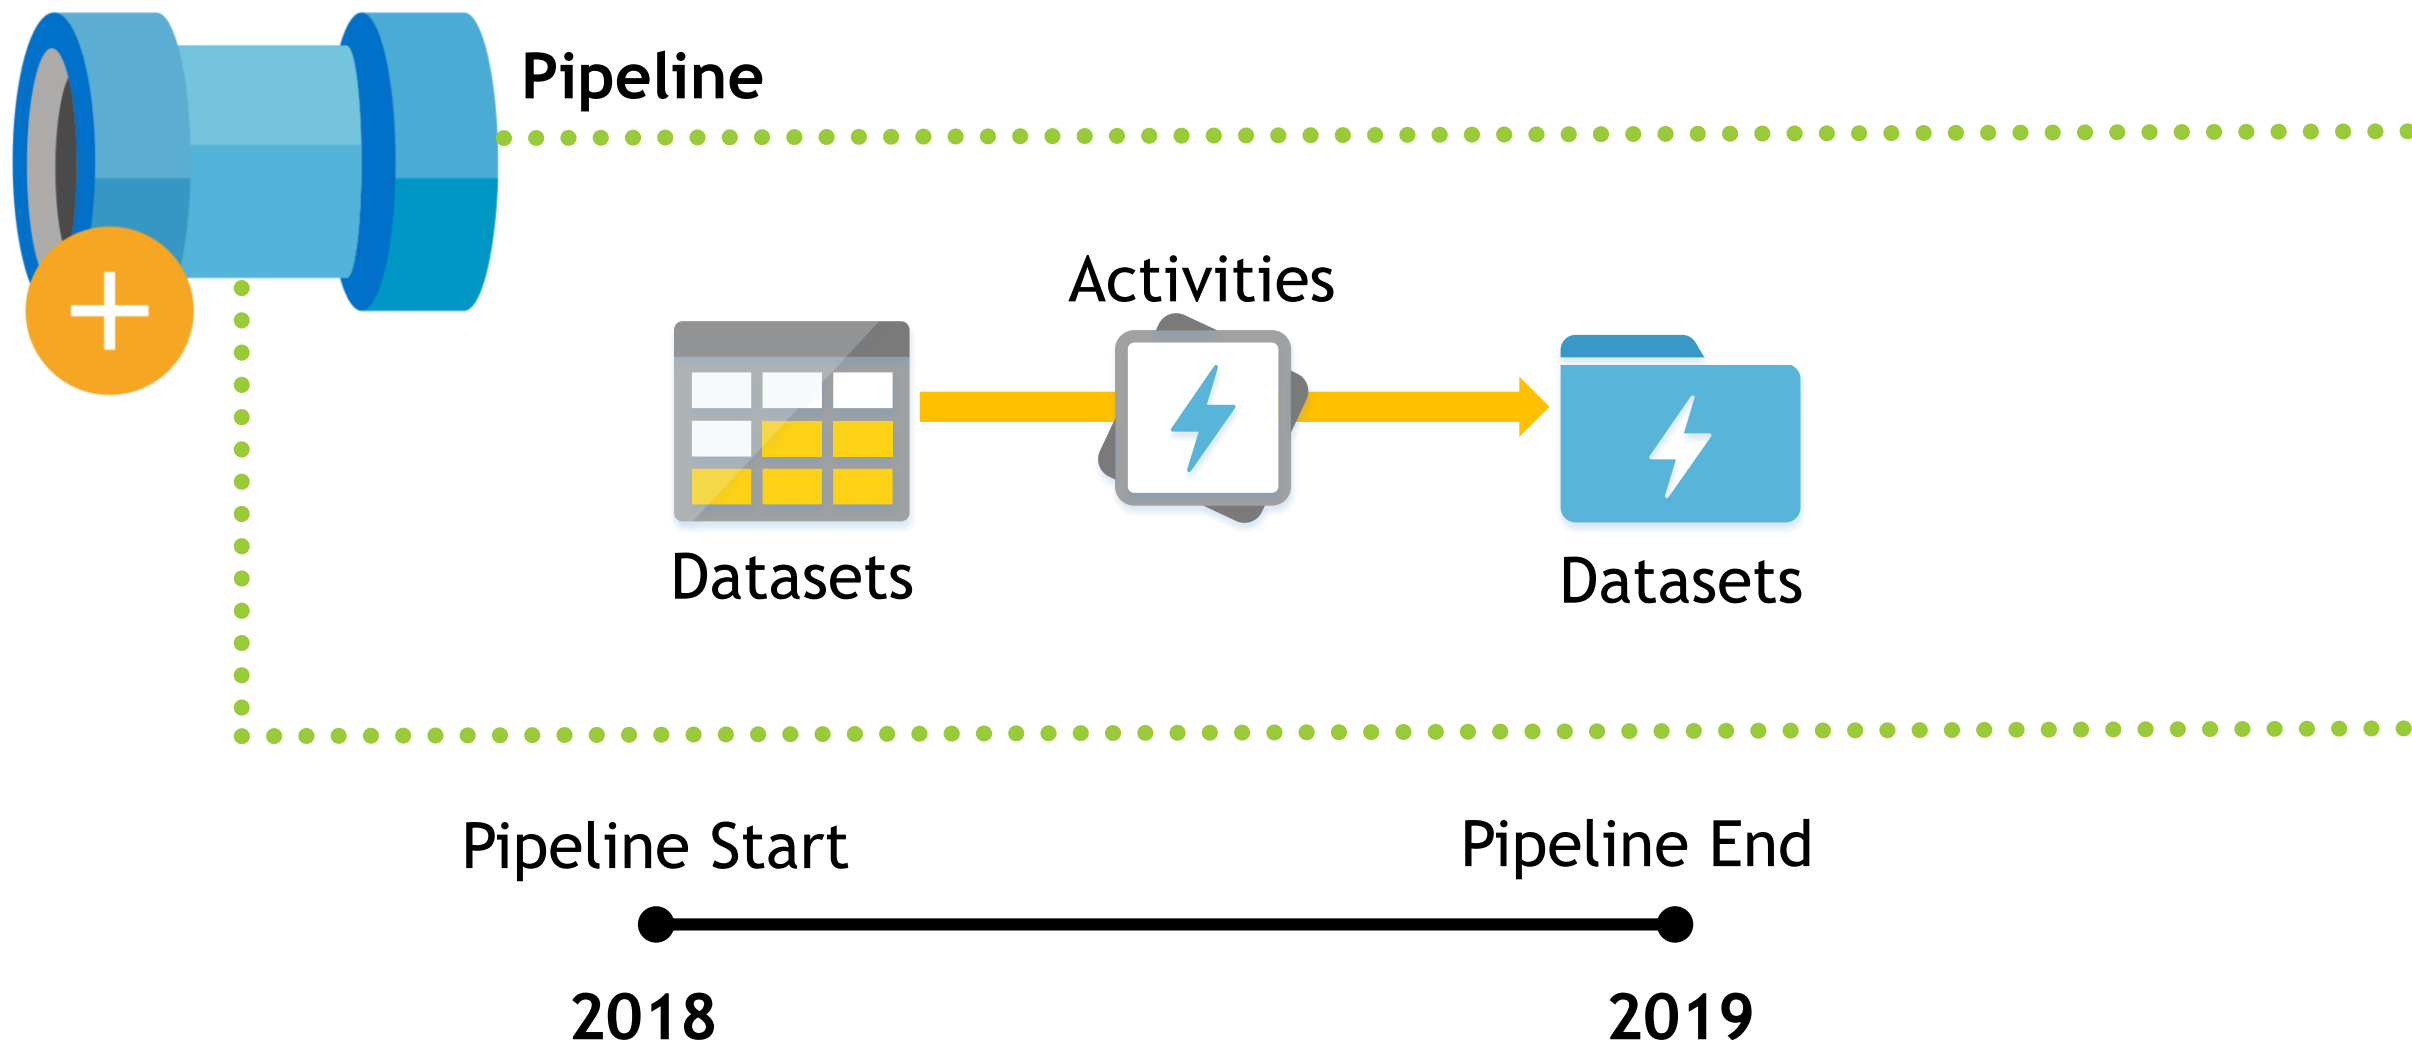 Pipeline
Activities
Datasets
Datasets
Pipeline Start
Pipeline End
2018
2019